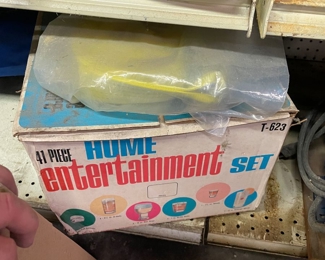 T-623
41 PIECE
HOME
entertainment SET